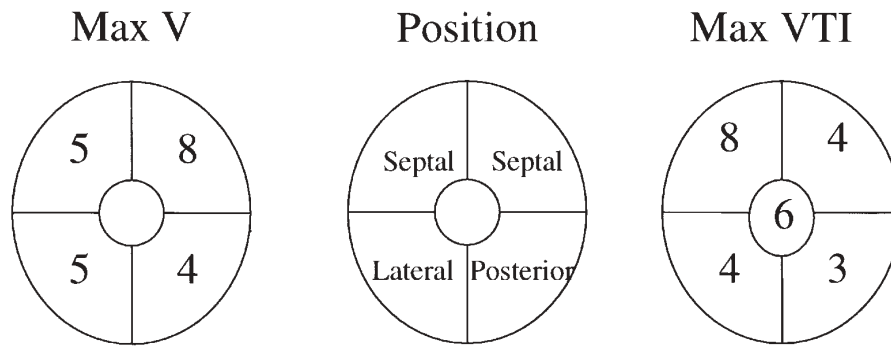 Max V Position Max VTI
5 8 8 4
Septal Septal
6
Lateral Posterior
5 4 4 3